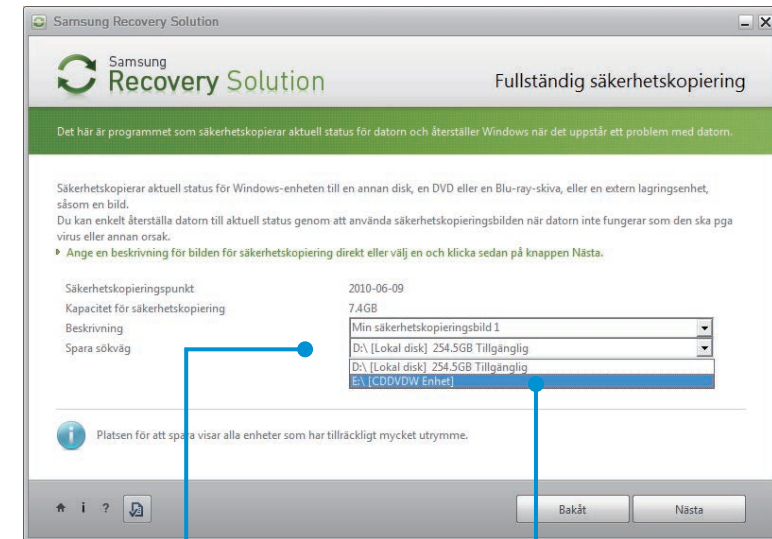 Samsung Recovery Solution
Samsung
Recovery Solution
Fullständig säkerhetskopiering
Det här är programmet som säkerhetskopierar aktuell status för datorn och återställer Windows när det uppstår ett problem med datorn.
Säkerhetskopierar aktuell status för Windows-enheten till en annan disk, en DVD eller en Blu-ray-skiva, eller en extern lagringsenhet,
såsom en bild.
Du kan enkelt återställa datorn till aktuell status genom att använda säkerhetskopieringsbilden när datorn inte fungerar som den ska pga
virus eller annan orsak.
Ange en beskrivning för bilden för säkerhetskopiering direkt eller välj en och klicka sedan på knappen Nästa.
Säkerhetskopieringspunkt 2010-06-09
Kapacitet för säkerhetskopiering 7.4GB
Beskrivning Min säkerhetskopieringsbild 1
Spara sökväg D:\ [Lokal disk] 254.5GB Tillgänglig
D:\ [Lokal disk] 254.5GB Tillgänglig
E:\ [CDDVDW Enhet]
Platsen för att spara visar alla enheter som har tillräckligt mycket utrymme.
i ? Bakåt Nästa